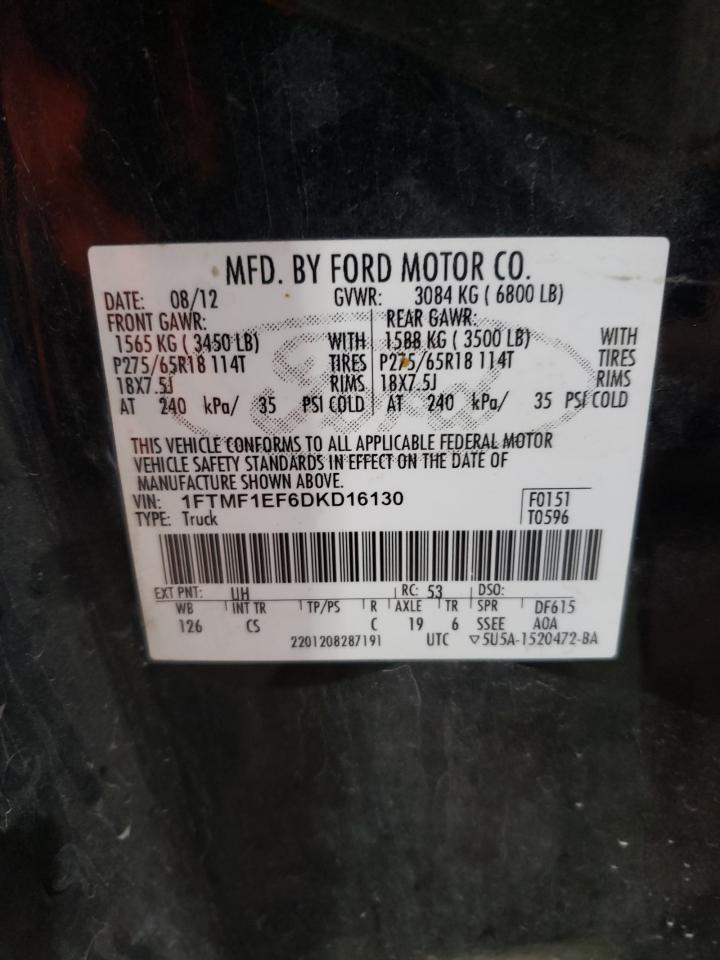 MFD. BY FORD MOTOR CO.
DATE: 08/12 GVWR: 3084 KG ( 6800 LB)
FRONT GAWR: REAR GAWR:
1565 KG ( 3450 LB) WITH 1588 KG ( 3500 LB) WITH
P275/65R18 114T TIRES P275/65R18 114T TIRES
18X7.5J RIMS 18X7.5J RIMS
AT 240 kPa/ 35 PSI COLD AT 240 kPa/ 35 PSI COLD
Ford
THIS VEHICLE CONFORMS TO ALL APPLICABLE FEDERAL MOTOR
VEHICLE SAFETY STANDARDS IN EFFECT ON THE DATE OF
MANUFACTURE SHOWN ABOVE.
VIN: 1FTMF1EF6DKD16130 F0151
TYPE: Truck T0596
EXT PNT: UH RC: 53 DSO:
WB INT TR TP/PS R AXLE TR SPR DF615
126 CS C 19 6 SSEE AOA
2201208287191 UTC ▽5U5A-1520472-BA